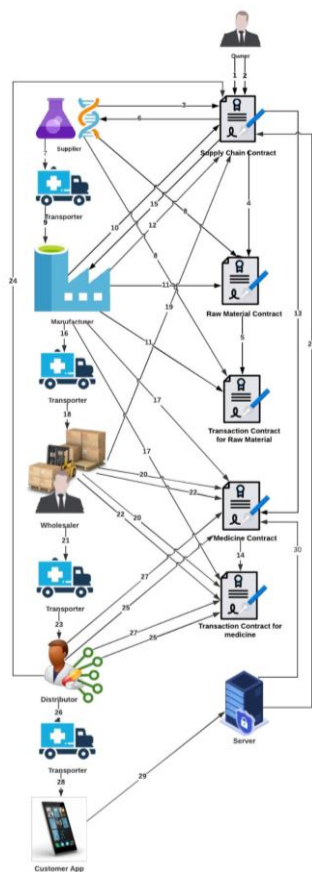 Owner
1 2
3
6
Supplier
Supply Chain Contract
7
Transporter
9
10
15
12
8
8
4
24
13
Manufacturer
11
Raw Material Contract
19
16
11
5
Transporter
18
17
Transaction Contract
for Raw Material
17
20
22
22
20
Wholesaler
Medicine Contract
21
14
30
Transporter
27
25
Transaction Contract for
medicine
23
27
25
Distributor
26
Server
Transporter
28
29
Customer App